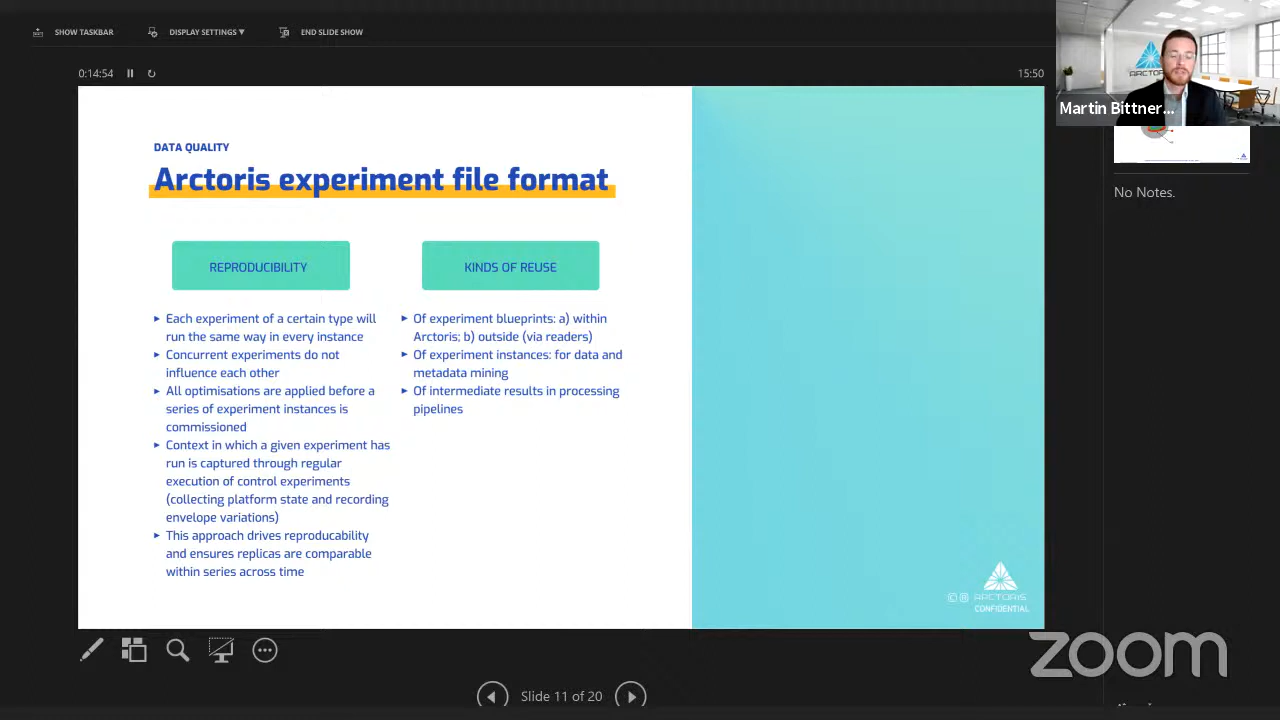 SHOW TASKBAR
DISPLAY SETTINGS ▼
END SLIDE SHOW
0:14:54
15:50
ARCTORIS
Martin Bittner...
No Notes.
DATA QUALITY
Arctoris experiment file format
REPRODUCIBILITY
▸ Each experiment of a certain type will
run the same way in every instance
▸ Concurrent experiments do not
influence each other
▸ All optimisations are applied before a
series of experiment instances is
commissioned
▸ Context in which a given experiment has
run is captured through regular
execution of control experiments
(collecting platform state and recording
envelope variations)
▸ This approach drives reproducability
and ensures replicas are comparable
within series across time
KINDS OF REUSE
▸ Of experiment blueprints: a) within
Arctoris; b) outside (via readers)
▸ Of experiment instances: for data and
metadata mining
▸ Of intermediate results in processing
pipelines
ARCTORIS
CONFIDENTIAL
zoom
Slide 11 of 20